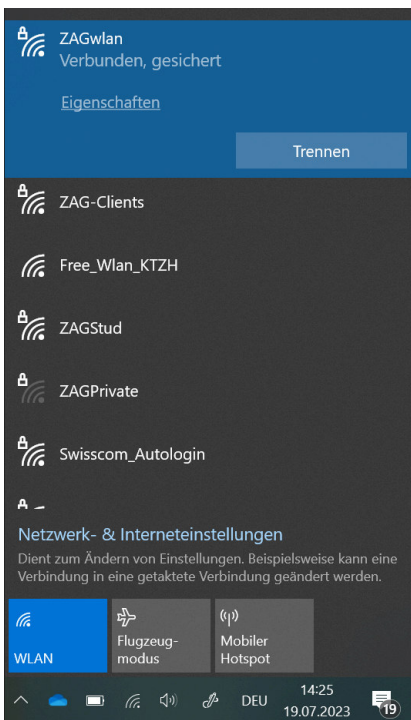 ZAGwlan
Verbunden, gesichert
Eigenschaften
Trennen
ZAG-Clients
Free_Wlan_KTZH
ZAGStud
ZAGPrivate
Swisscom_Autologin
Netzwerk- & Interneteinstellungen
Dient zum Ändern von Einstellungen. Beispielsweise kann eine
Verbindung in eine getaktete Verbindung geändert werden.
WLAN
Flugzeug-
modus
Mobiler
Hotspot
DEU
14:25
19.07.2023
19